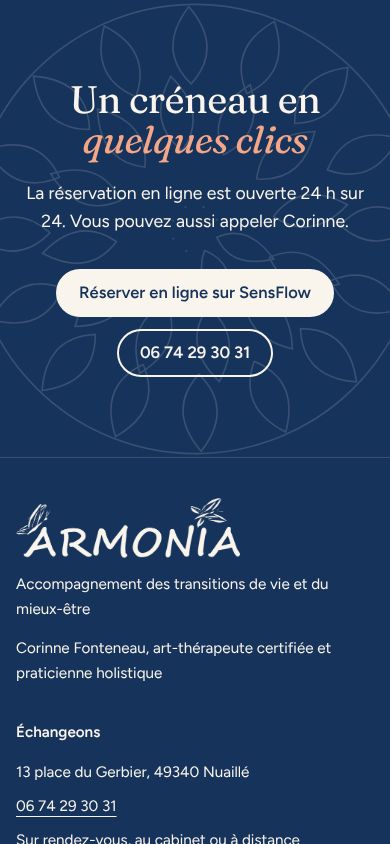 Un créneau en
quelques clics
La réservation en ligne est ouverte 24 h sur
24. Vous pouvez aussi appeler Corinne.
Réserver en ligne sur SensFlow
06 74 29 30 31
ARMONIA
Accompagnement des transitions de vie et du
mieux-être
Corinne Fonteneau, art-thérapeute certifiée et
praticienne holistique
Échangeons
13 place du Gerbier, 49340 Nuaillé
06 74 29 30 31
Sur rendez-vous, au cabinet ou à distance